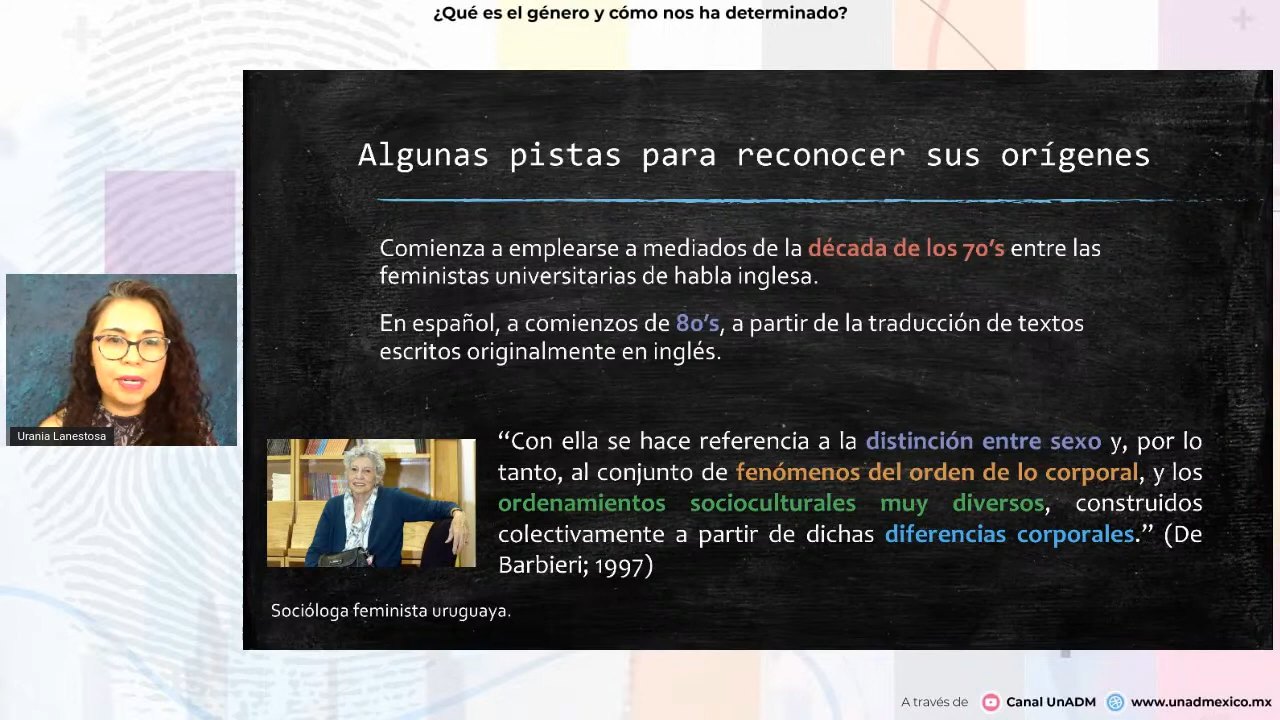 ¿Qué es el género y cómo nos ha determinado?
Algunas pistas para reconocer sus orígenes
Comienza a emplearse a mediados de la década de los 70's entre las
feministas universitarias de habla inglesa.
En español, a comienzos de 80's, a partir de la traducción de textos
escritos originalmente en inglés.
Urania Lanestosa
“Con ella se hace referencia a la distinción entre sexo y, por lo
tanto, al conjunto de fenómenos del orden de lo corporal, y los
ordenamientos socioculturales muy diversos, construidos
colectivamente a partir de dichas diferencias corporales.” (De
Barbieri; 1997)
Socióloga feminista uruguaya.
A través de Canal UnADM www.unadmexico.mx